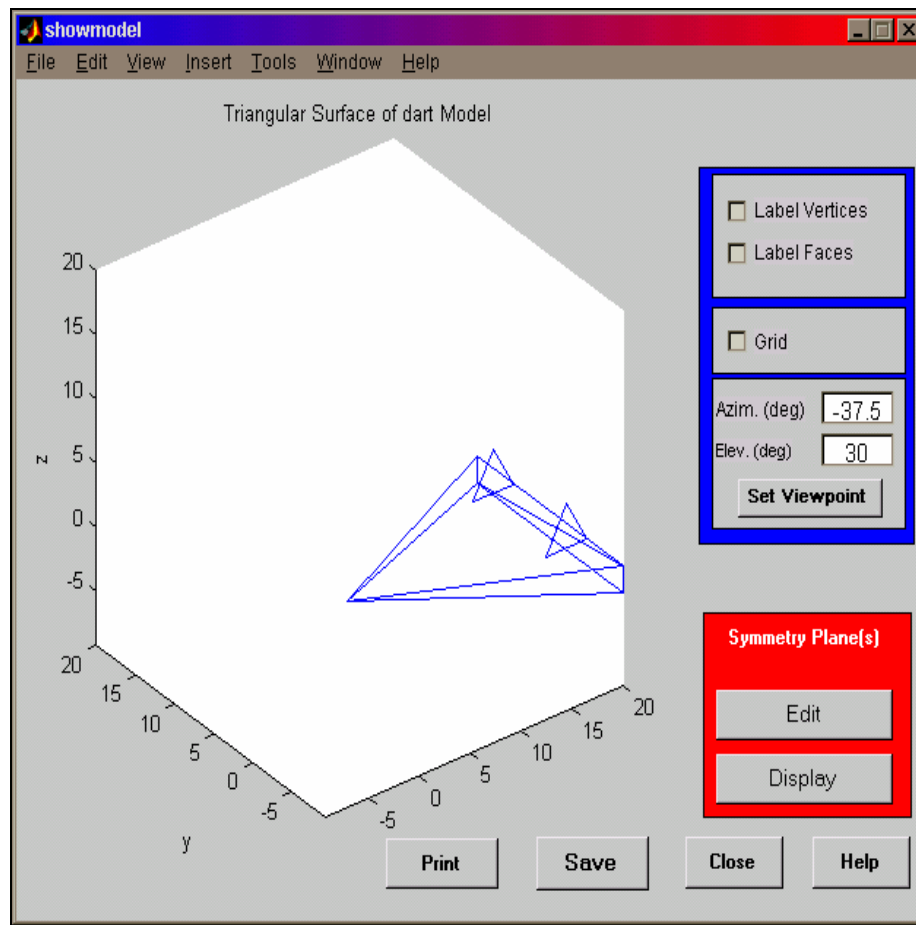 showmodel
File Edit View Insert Tools Window Help
Triangular Surface of dart Model
Label Vertices
Label Faces
Grid
Azim. (deg) -37.5
Elev. (deg) 30
Set Viewpoint
Symmetry Plane(s)
Edit
Display
20
15
10
5
0
-5
z
20
15
10
5
0
-5
y
-5
0
5
10
15
20
Print Save Close Help